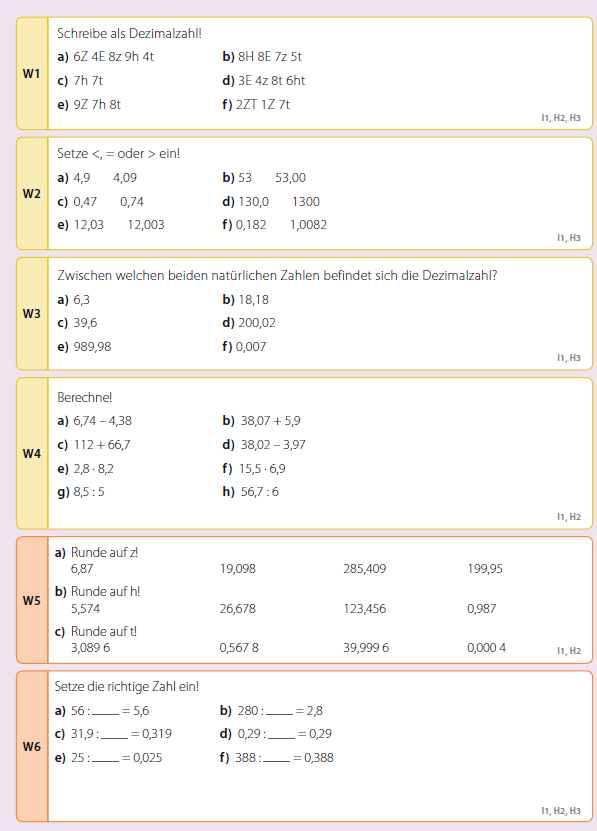 W1
Schreibe als Dezimalzahl!
a) 6Z 4E 8z 9h 4t b) 8H 8E 7z 5t
c) 7h 7t d) 3E 4z 8t 6ht
e) 9Z 7h 8t f) 2ZT 1Z 7t
I1, H2, H3
W2
Setze <, = oder > ein!
a) 4,9 4,09 b) 53 53,00
c) 0,47 0,74 d) 130,0 1300
e) 12,03 12,003 f) 0,182 1,0082
I1, H3
W3
Zwischen welchen beiden natürlichen Zahlen befindet sich die Dezimalzahl?
a) 6,3 b) 18,18
c) 39,6 d) 200,02
e) 989,98 f) 0,007
I1, H3
W4
Berechne!
a) 6,74 – 4,38 b) 38,07 + 5,9
c) 112 + 66,7 d) 38,02 – 3,97
e) 2,8 · 8,2 f) 15,5 · 6,9
g) 8,5 : 5 h) 56,7 : 6
I1, H2
W5
a) Runde auf z!
6,87 19,098 285,409 199,95
b) Runde auf h!
5,574 26,678 123,456 0,987
c) Runde auf t!
3,089 6 0,567 8 39,999 6 0,000 4
I1, H2
W6
Setze die richtige Zahl ein!
a) 56 : ____ = 5,6 b) 280 : ____ = 2,8
c) 31,9 : ____ = 0,319 d) 0,29 : ____ = 0,29
e) 25 : ____ = 0,025 f) 388 : ____ = 0,388
I1, H2, H3